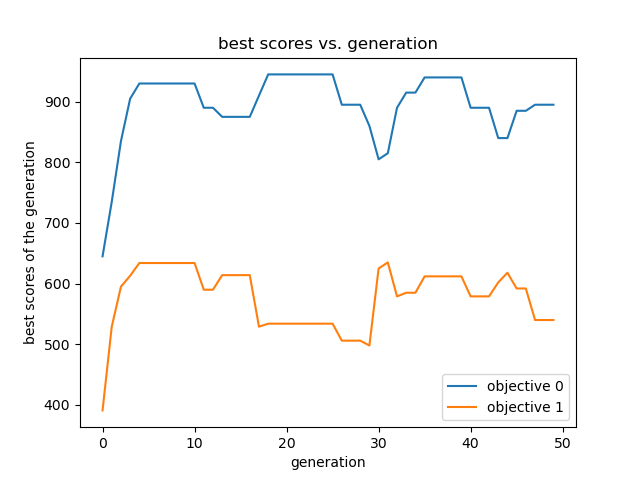 best scores vs. generation
best scores of the generation
900
800
700
600
500
400
0
10
20
30
40
50
generation
objective 0
objective 1